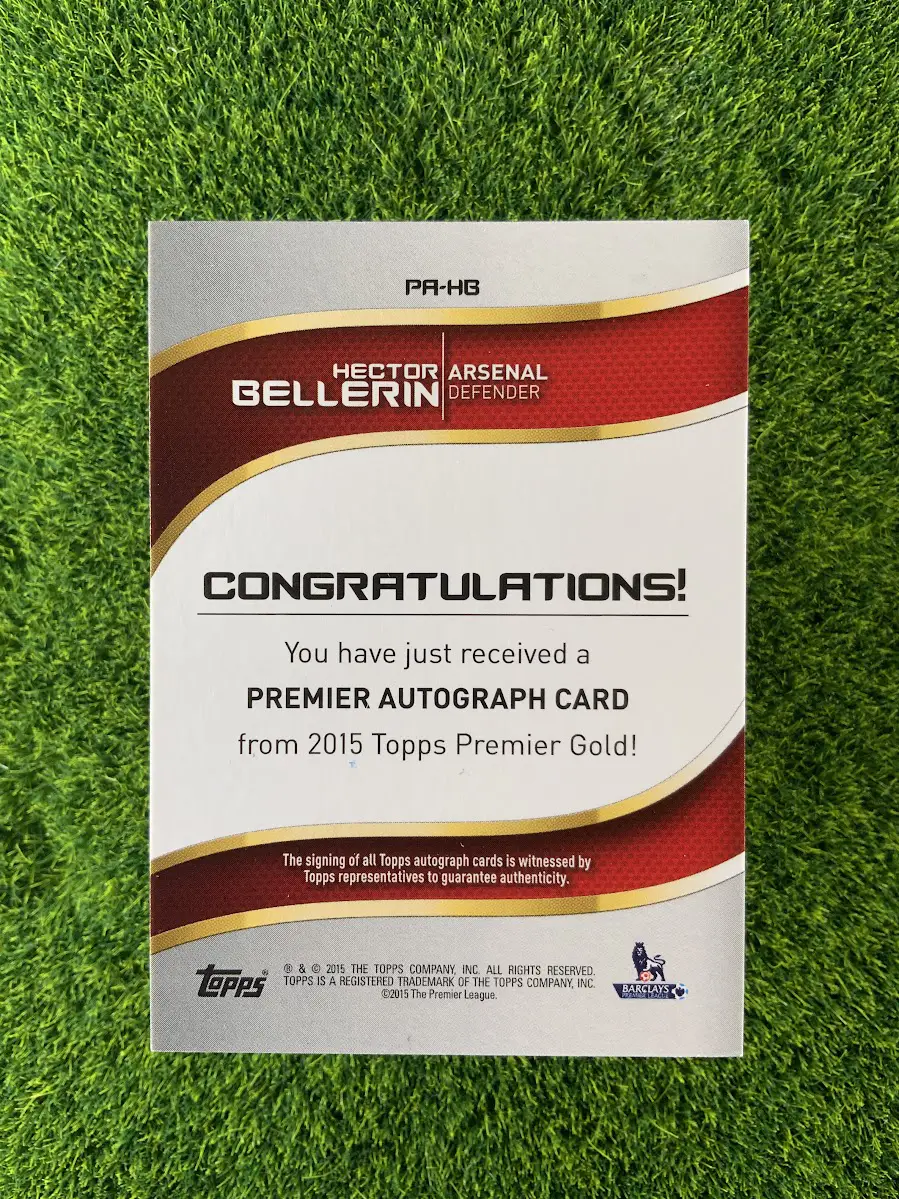 PA-HB
HECTOR
BELLERIN
ARSENAL
DEFENDER
CONGRATULATIONS!
You have just received a
PREMIER AUTOGRAPH CARD
from 2015 Topps Premier Gold!
The signing of all Topps autograph cards is witnessed by
Topps representatives to guarantee authenticity.
topps®
® & © 2015 THE TOPPS COMPANY, INC. ALL RIGHTS RESERVED.
TOPPS IS A REGISTERED TRADEMARK OF THE TOPPS COMPANY, INC.
©2015 The Premier League.
BARCLAYS
PREMIER LEAGUE